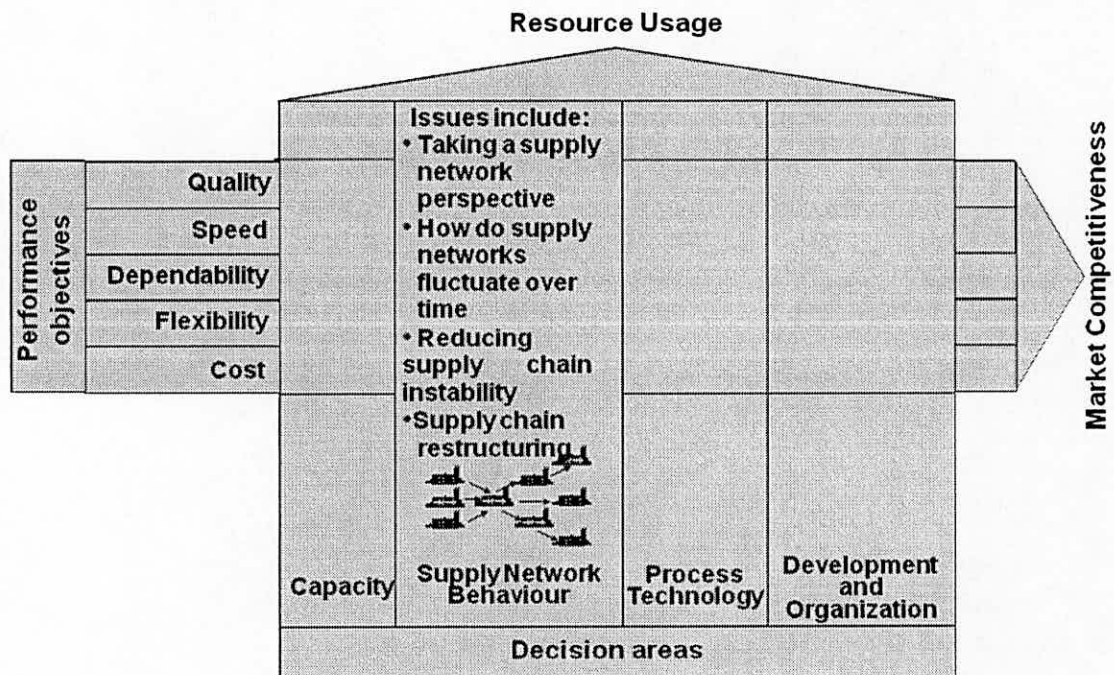 Resource Usage
Issues include:
• Taking a supply
network
perspective
• How do supply
networks
fluctuate over
time
• Reducing
supply chain
instability
•Supply chain
restructuring
Performance
objectives
Quality
Speed
Dependability
Flexibility
Cost
Market Competitiveness
Capacity
Supply Network
Behaviour
Process
Technology
Development
and
Organization
Decision areas